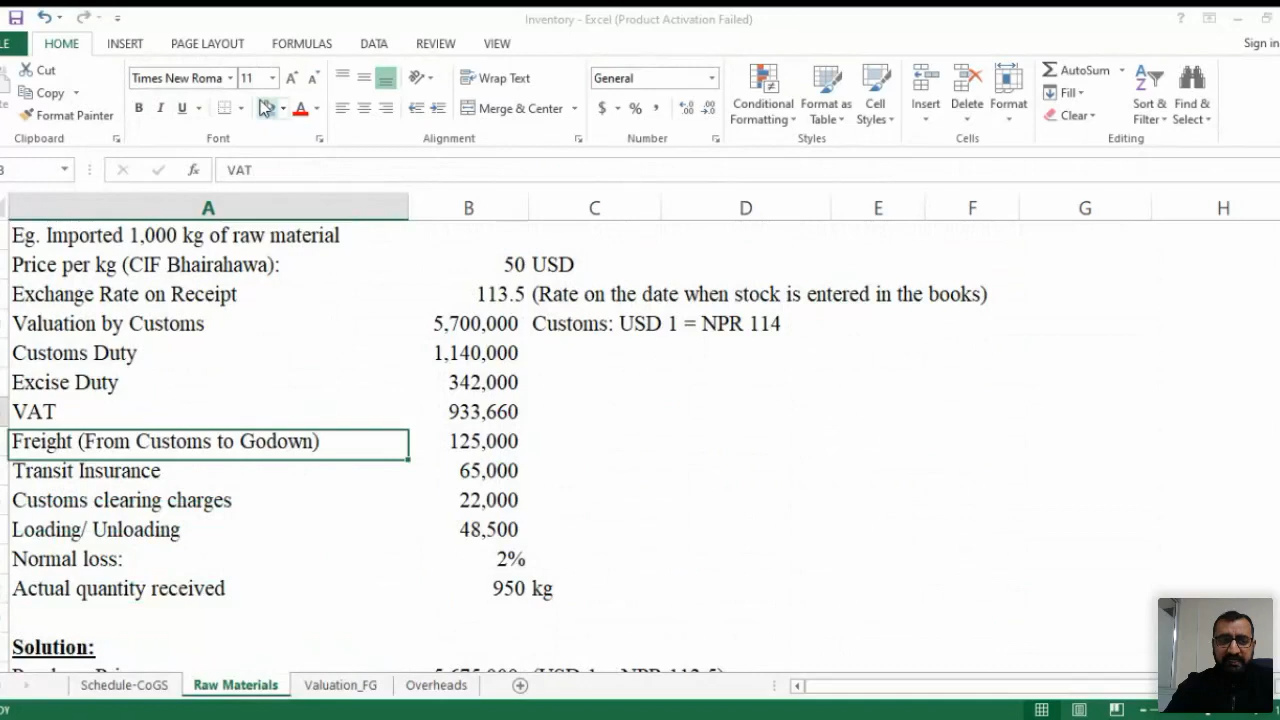 Inventory - Excel (Product Activation Failed)
HOME INSERT PAGE LAYOUT FORMULAS DATA REVIEW VIEW Sign in
Cut
Copy
Format Painter
Clipboard
Times New Roma 11
B I U A
Font
Wrap Text
Merge & Center
Alignment
General
$ % ,
Number
Conditional Formatting
Format as Table
Cell Styles
Styles
Insert Delete Format
Cells
AutoSum
Fill
Clear
Sort & Filter
Find & Select
Editing
fx VAT
A B C D E F G H
Eg. Imported 1,000 kg of raw material
Price per kg (CIF Bhairahawa): 50 USD
Exchange Rate on Receipt 113.5 (Rate on the date when stock is entered in the books)
Valuation by Customs 5,700,000 Customs: USD 1 = NPR 114
Customs Duty 1,140,000
Excise Duty 342,000
VAT 933,660
Freight (From Customs to Godown) 125,000
Transit Insurance 65,000
Customs clearing charges 22,000
Loading/ Unloading 48,500
Normal loss: 2%
Actual quantity received 950 kg
Solution:
Schedule-CoGS Raw Materials Valuation_FG Overheads